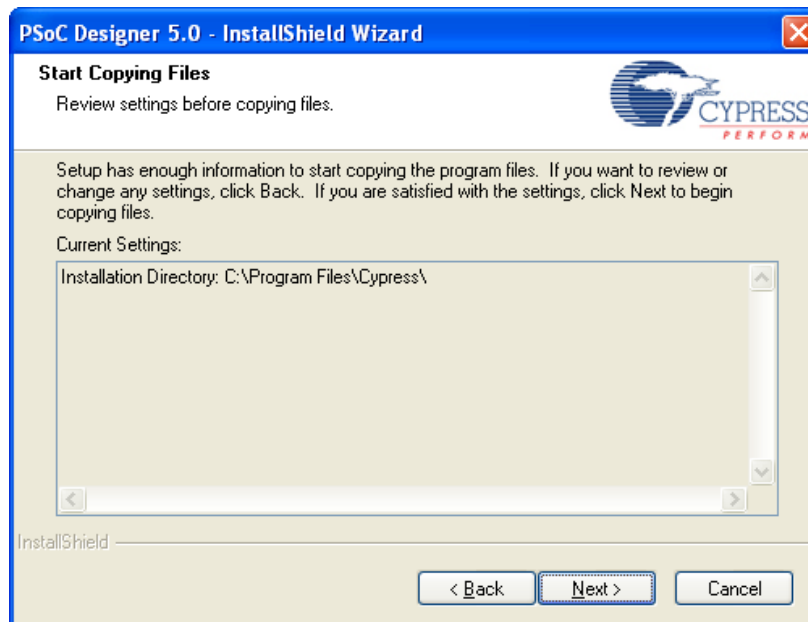 PSoC Designer 5.0 - InstallShield Wizard
Start Copying Files
Review settings before copying files.
CYPRESS
PERFORM
Setup has enough information to start copying the program files. If you want to review or
change any settings, click Back. If you are satisfied with the settings, click Next to begin
copying files.
Current Settings:
Installation Directory: C:\Program Files\Cypress\
InstallShield
< Back
Next >
Cancel